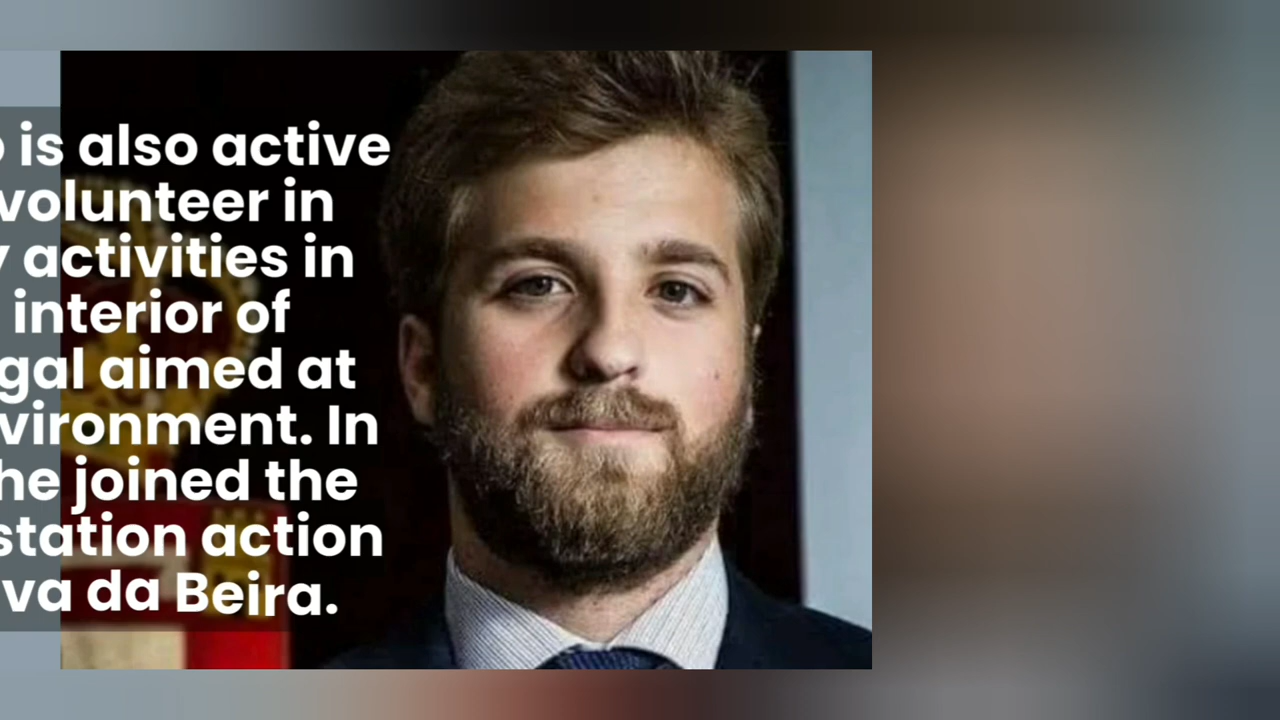 is also active
volunteer in
activities in
interior of
gal aimed at
vironment. In
he joined the
station action
va da Beira.